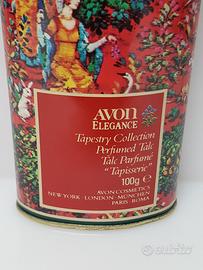 AVON
ELEGANCE
Tapestry Collection
Perfumed Talc
Talc Parfumé
"Tapisserie"
100g ℮
AVON COSMETICS
NEW YORK · LONDON · MÜNCHEN
PARIS · ROMA
subito